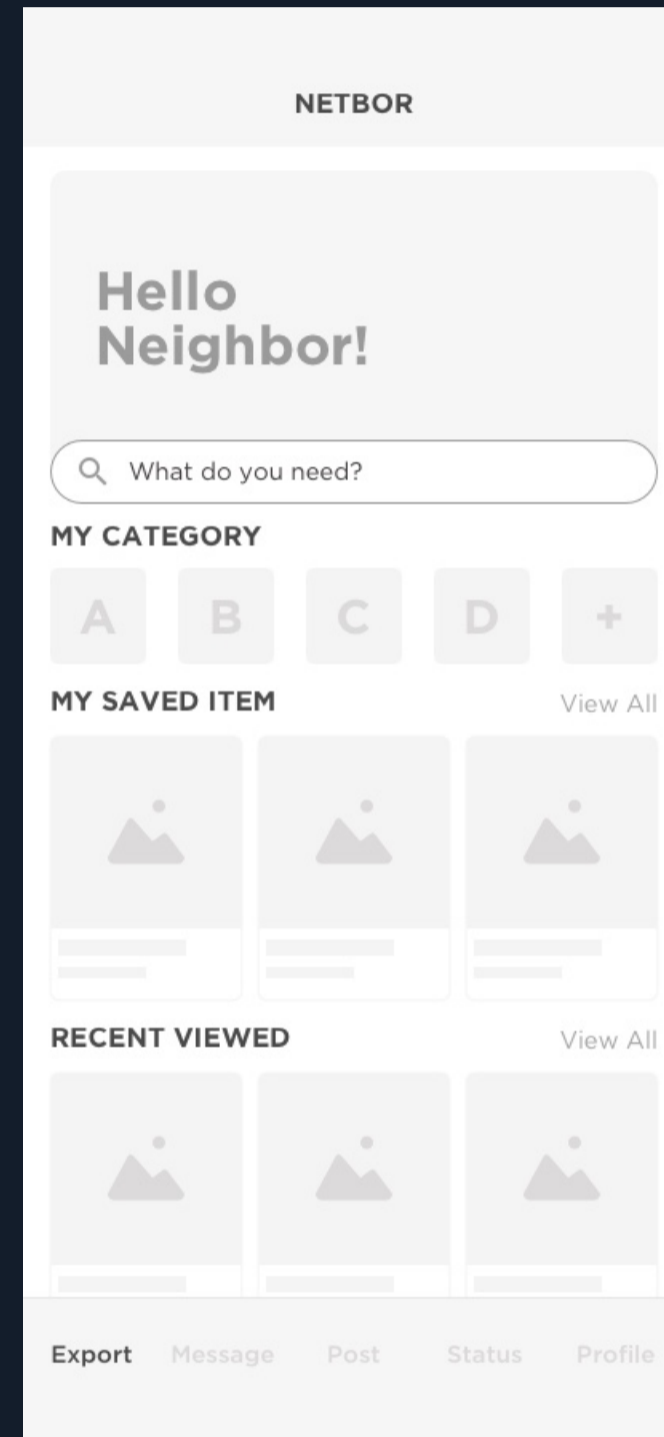 NETBOR
Hello
Neighbor!
What do you need?
MY CATEGORY
A B C D +
MY SAVED ITEM View All
RECENT VIEWED View All
Export Message Post Status Profile